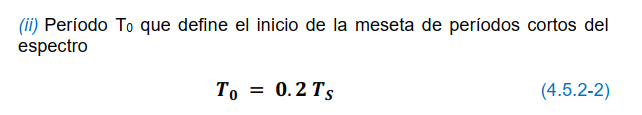 (ii) Período T₀ que define el inicio de la meseta de períodos cortos del
espectro
T₀ = 0.2 Tₛ (4.5.2-2)